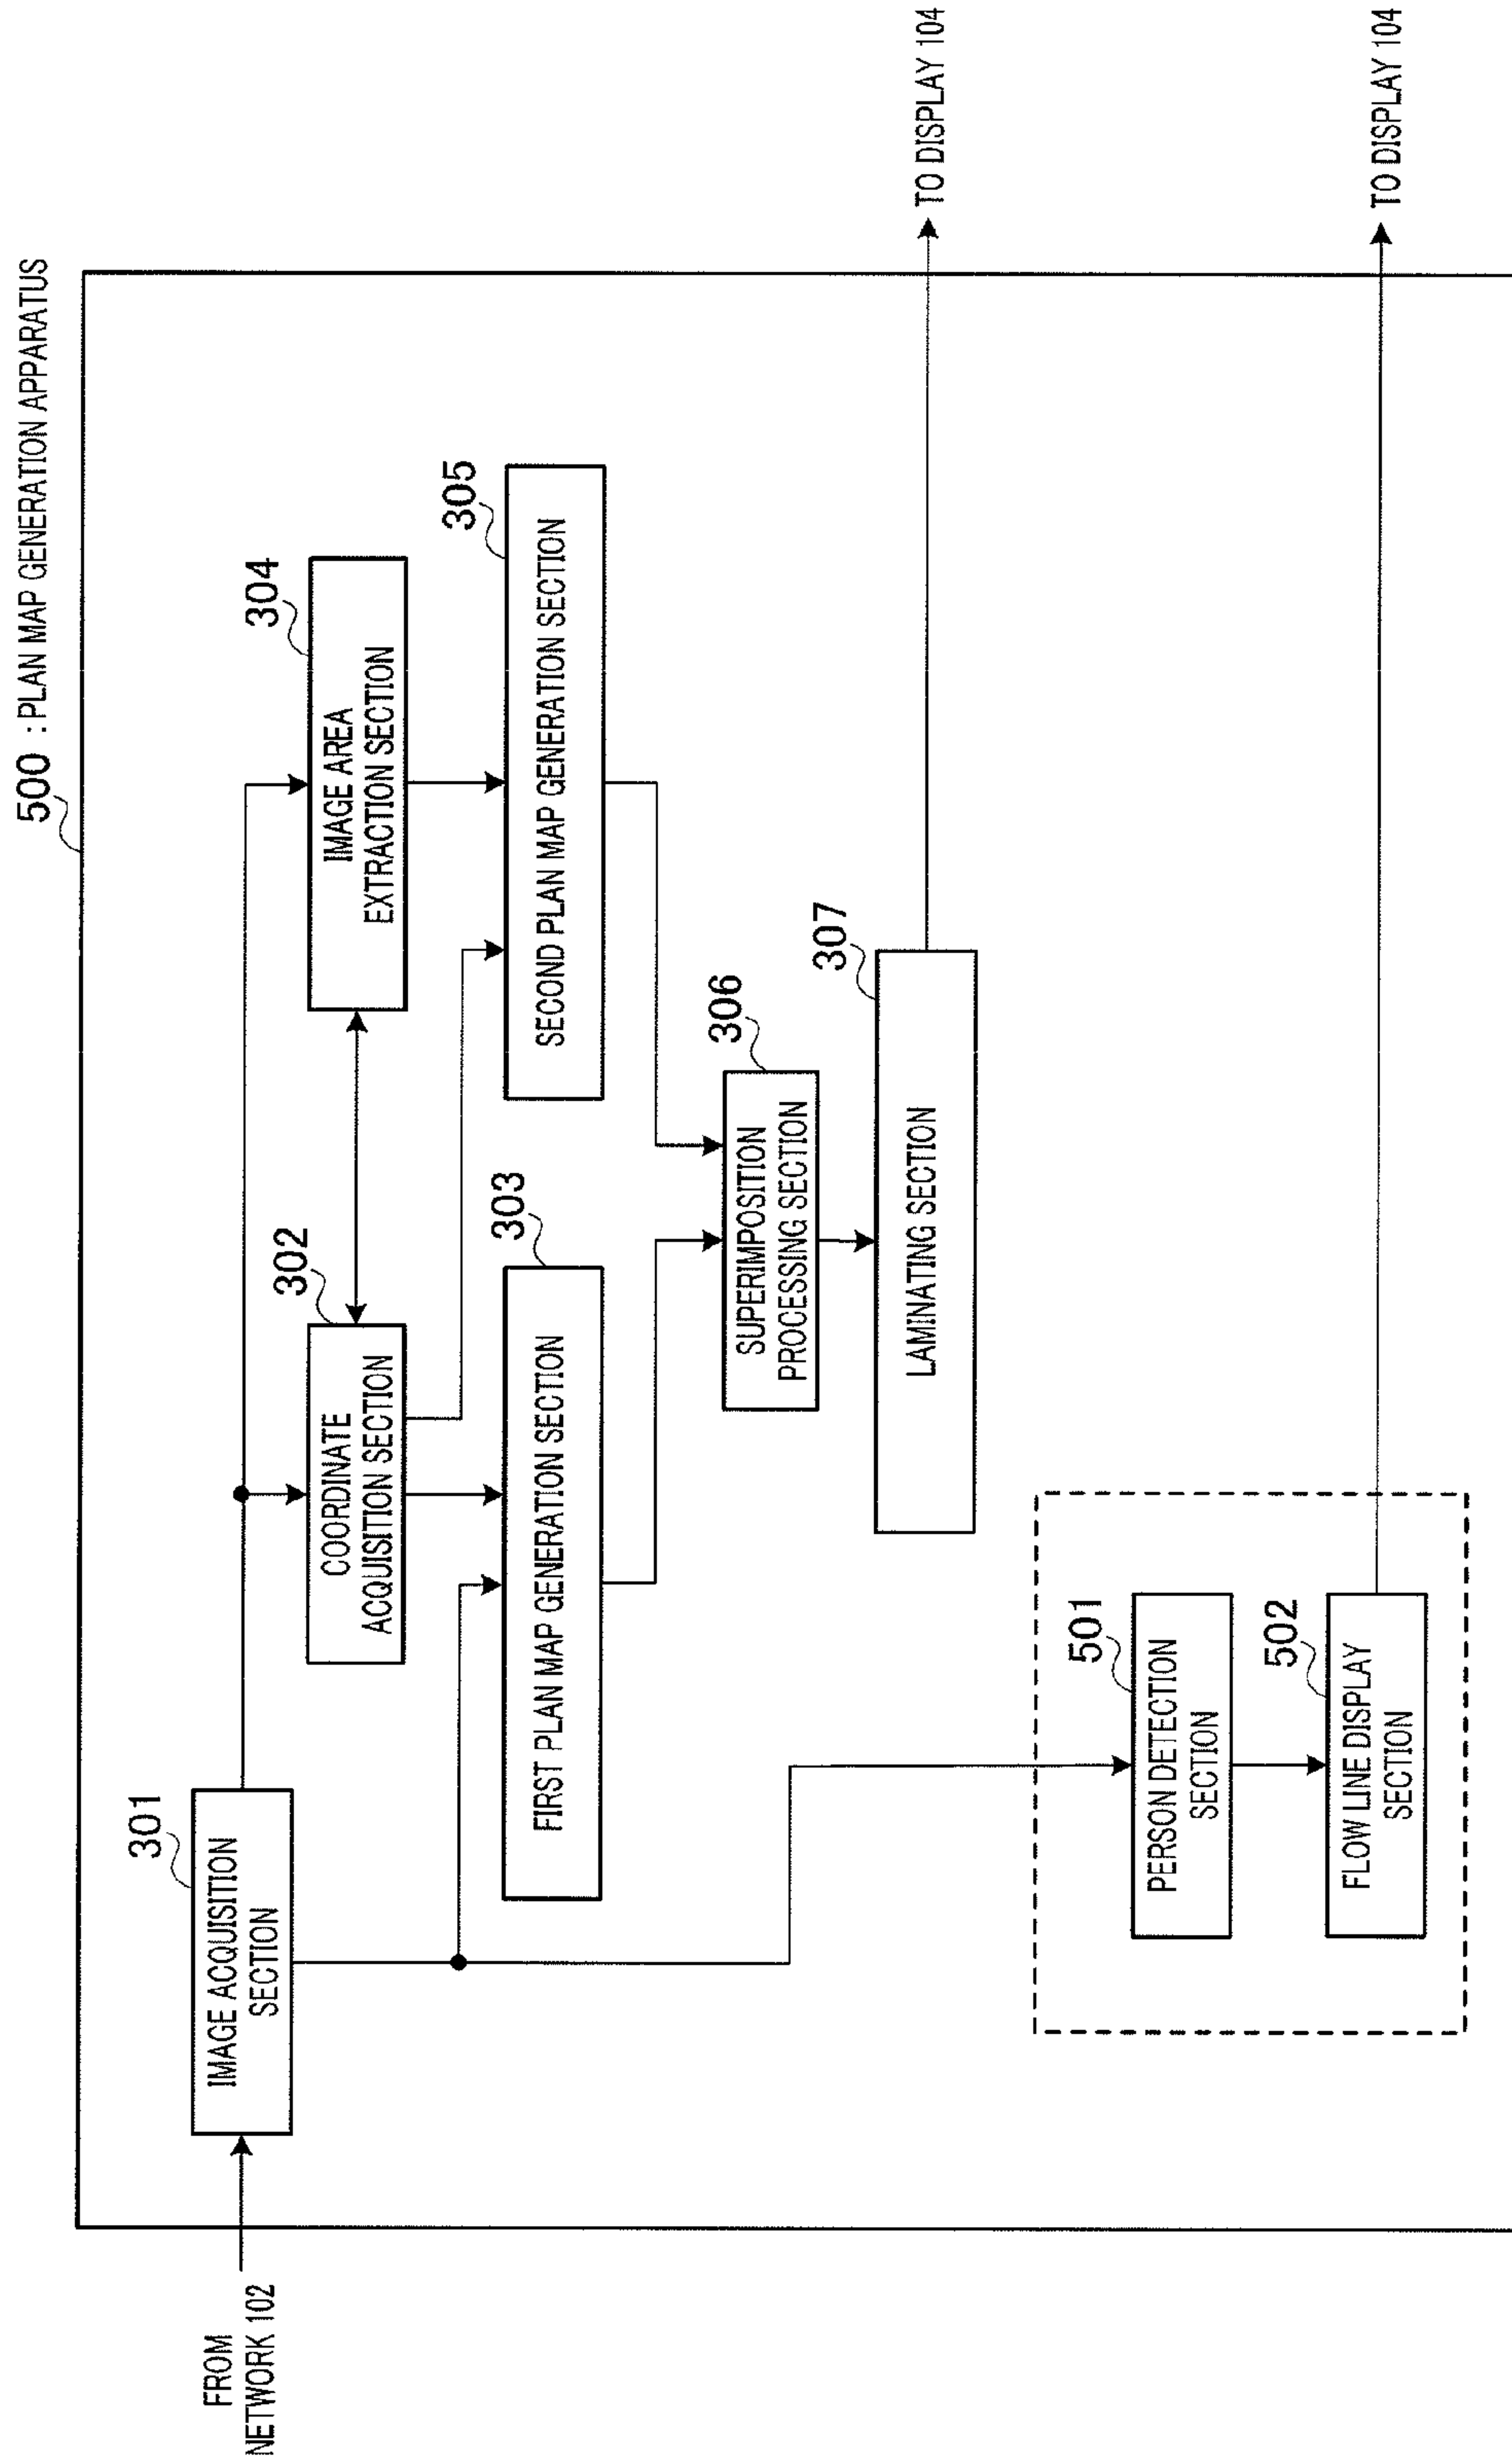 500 : PLAN MAP GENERATION APPARATUS
FROM
NETWORK 102
301
IMAGE ACQUISITION
SECTION
302
COORDINATE
ACQUISITION SECTION
304
IMAGE AREA
EXTRACTION SECTION
303
FIRST PLAN MAP GENERATION SECTION
305
SECOND PLAN MAP GENERATION SECTION
306
SUPERIMPOSITION
PROCESSING SECTION
307
LAMINATING SECTION
TO DISPLAY 104
501
PERSON DETECTION
SECTION
502
FLOW LINE DISPLAY
SECTION
TO DISPLAY 104